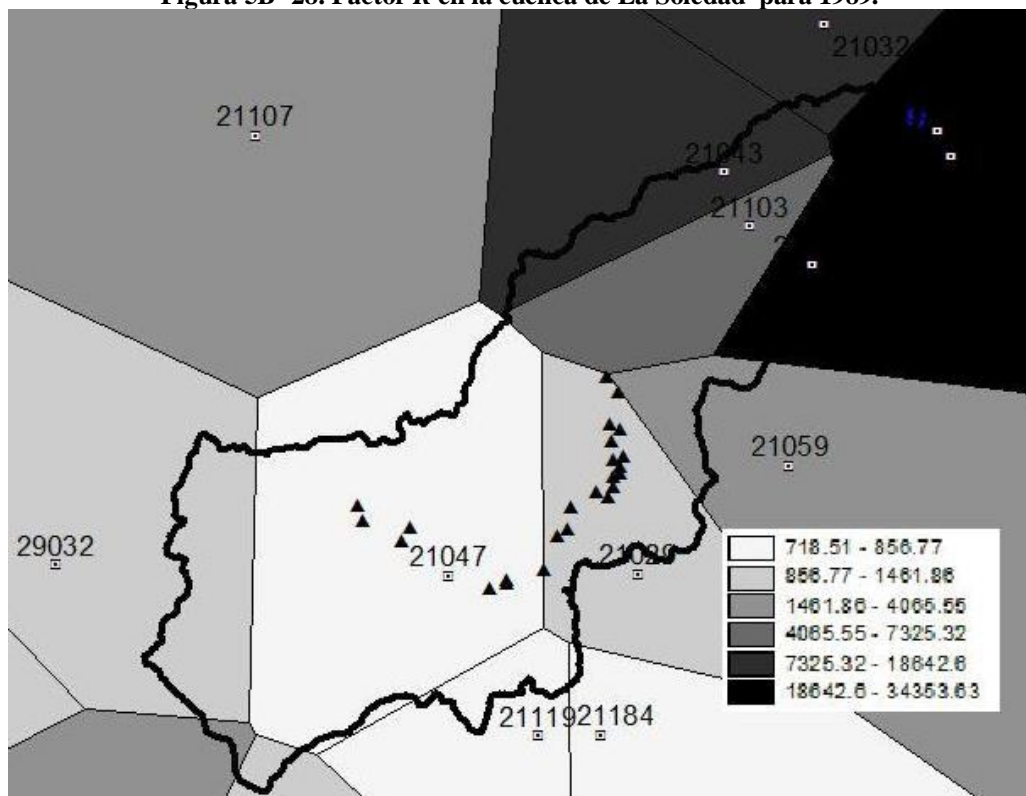 Figura 5B- 28. Factor R en la cuenca de La Soledad para 1989.
21032
21107
21043
21103
21059
29032
21047
21029
718.51 - 856.77
856.77 - 1461.86
1461.86 - 4065.55
4065.55 - 7325.32
7325.32 - 18642.6
18642.6 - 34353.63
21119
21184